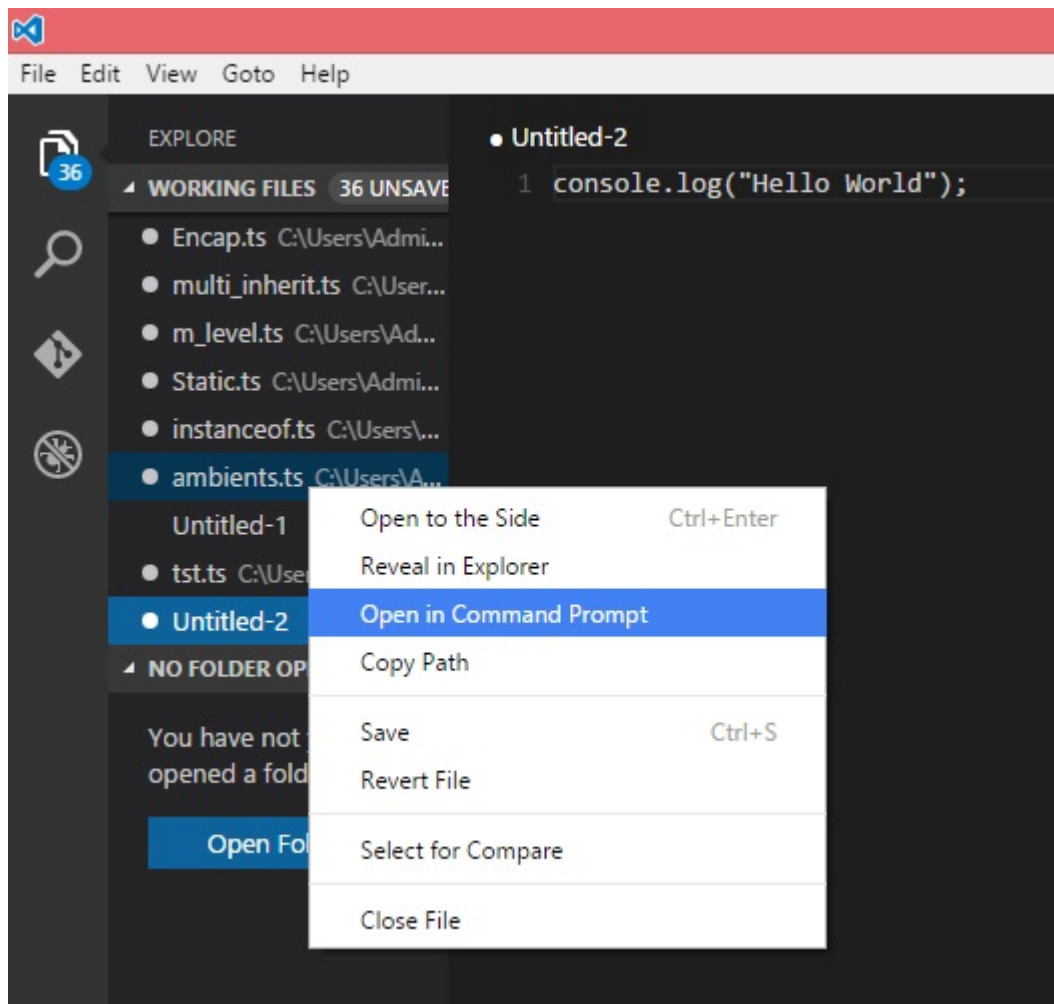 File Edit View Goto Help
36
EXPLORE
WORKING FILES 36 UNSAVE
Encap.ts C:\Users\Admi...
multi_inherit.ts C:\User...
m_level.ts C:\Users\Ad...
Static.ts C:\Users\Admi...
instanceof.ts C:\Users\...
ambients.ts C:\Users\A...
Untitled-1
tst.ts C:\User
Untitled-2
NO FOLDER OP
You have not
opened a fold
Open Fol
Untitled-2
1 console.log("Hello World");
Open to the Side Ctrl+Enter
Reveal in Explorer
Open in Command Prompt
Copy Path
Save Ctrl+S
Revert File
Select for Compare
Close File